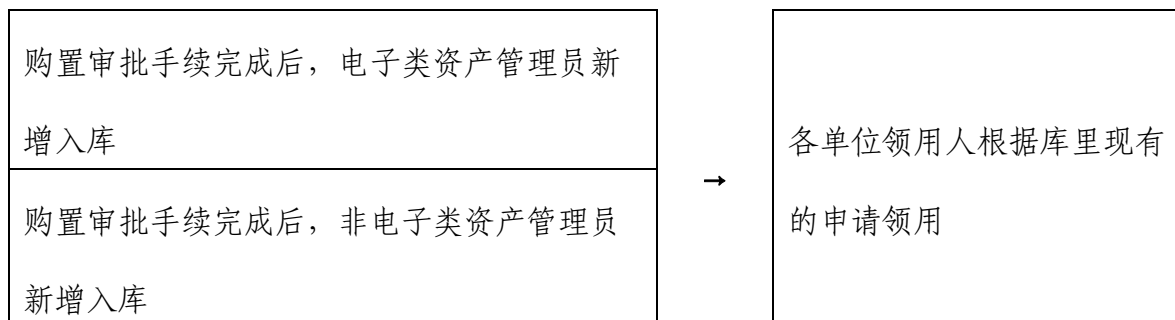 购置审批手续完成后，电子类资产管理员新
增入库
购置审批手续完成后，非电子类资产管理员
新增入库
→
各单位领用人根据库里现有
的申请领用